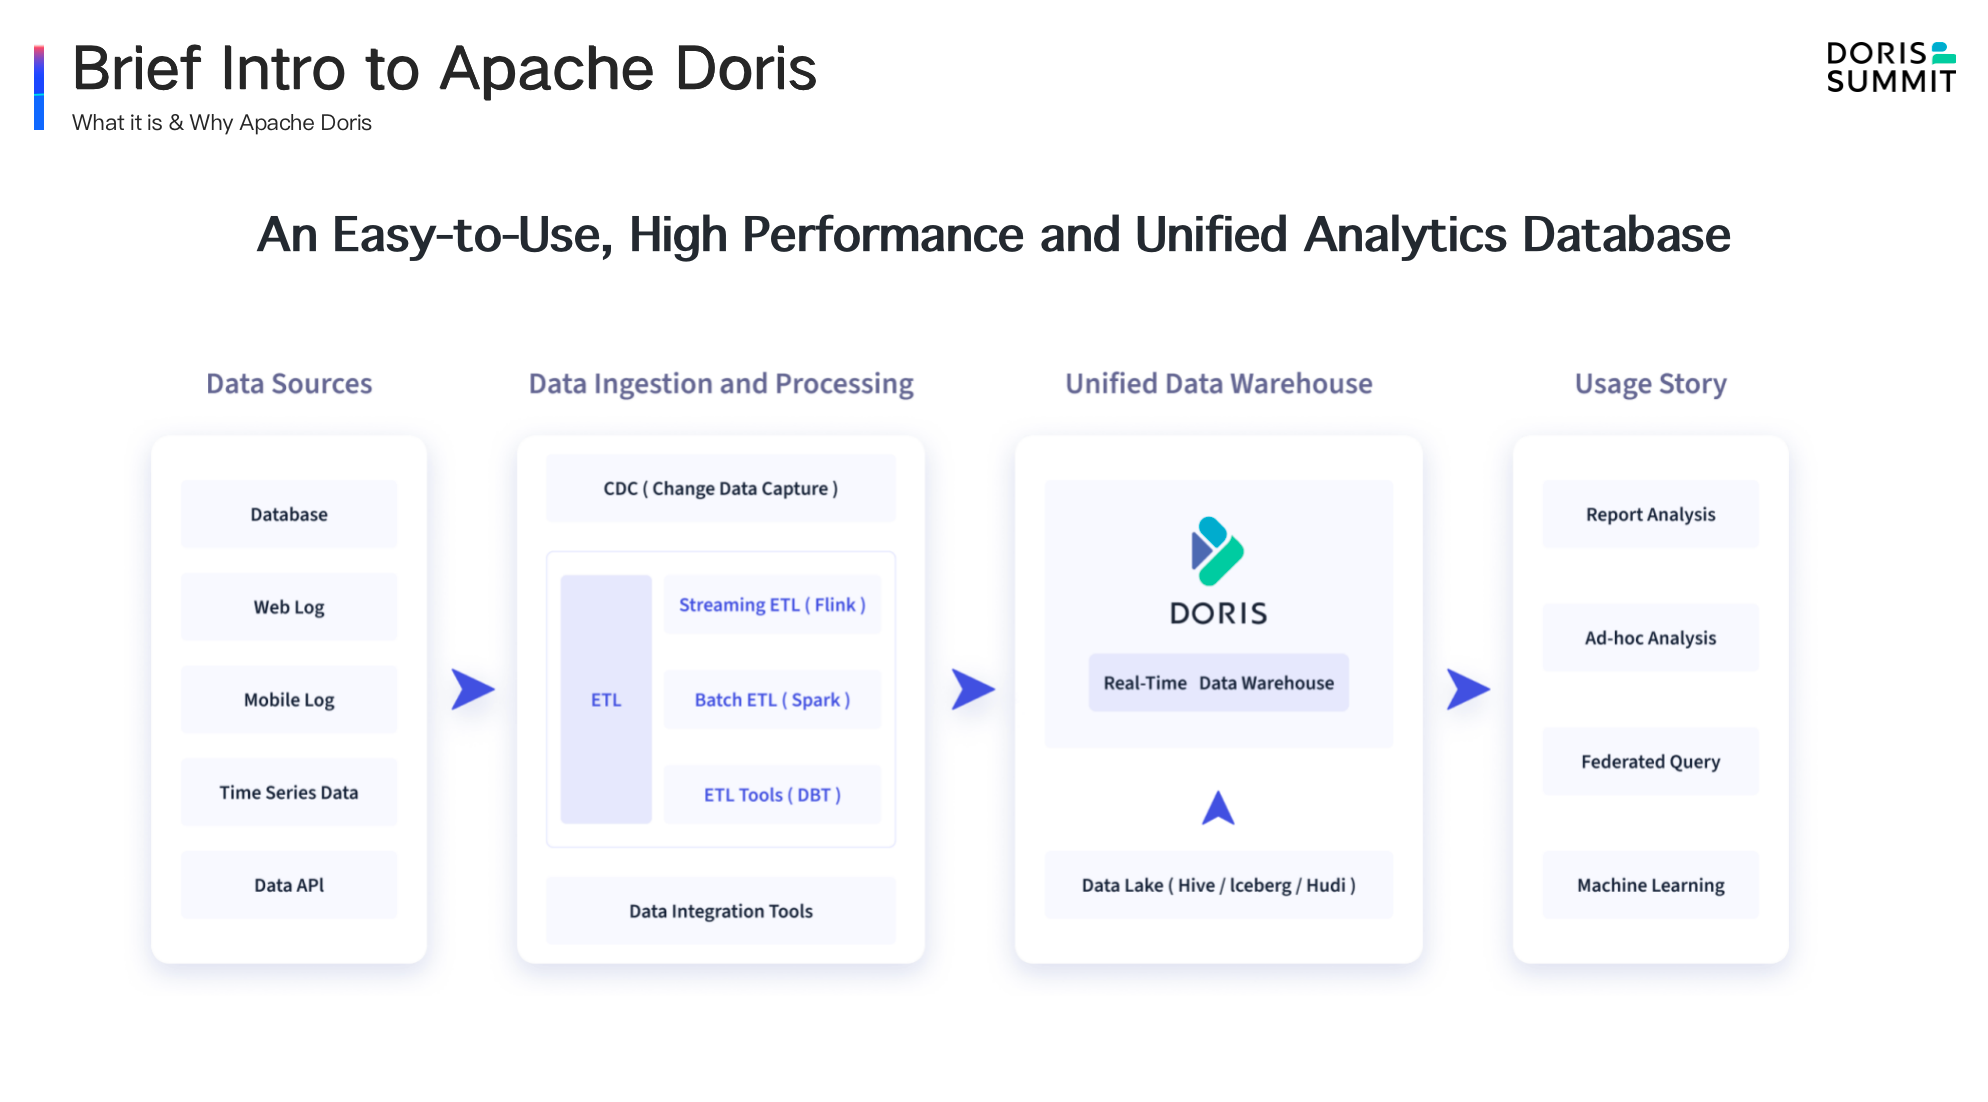 Brief Intro to Apache Doris
What it is & Why Apache Doris
DORIS
SUMMIT
An Easy-to-Use, High Performance and Unified Analytics Database
Data Sources
Database
Web Log
Mobile Log
Time Series Data
Data API
Data Ingestion and Processing
CDC ( Change Data Capture )
ETL
Streaming ETL ( Flink )
Batch ETL ( Spark )
ETL Tools ( DBT )
Data Integration Tools
Unified Data Warehouse
DORIS
Real-Time Data Warehouse
Data Lake ( Hive / Iceberg / Hudi )
Usage Story
Report Analysis
Ad-hoc Analysis
Federated Query
Machine Learning